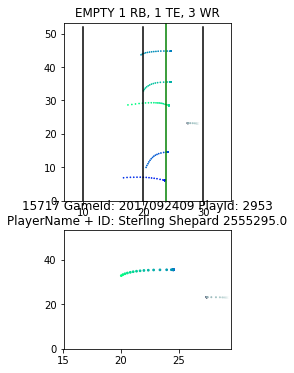 EMPTY 1 RB, 1 TE, 3 WR
50
40
30
20
10
0
10 20 30
15717 GameId: 2017092409 PlayId: 2953
PlayerName + ID: Sterling Shepard 2555295.0
40
20
0
15 20 25